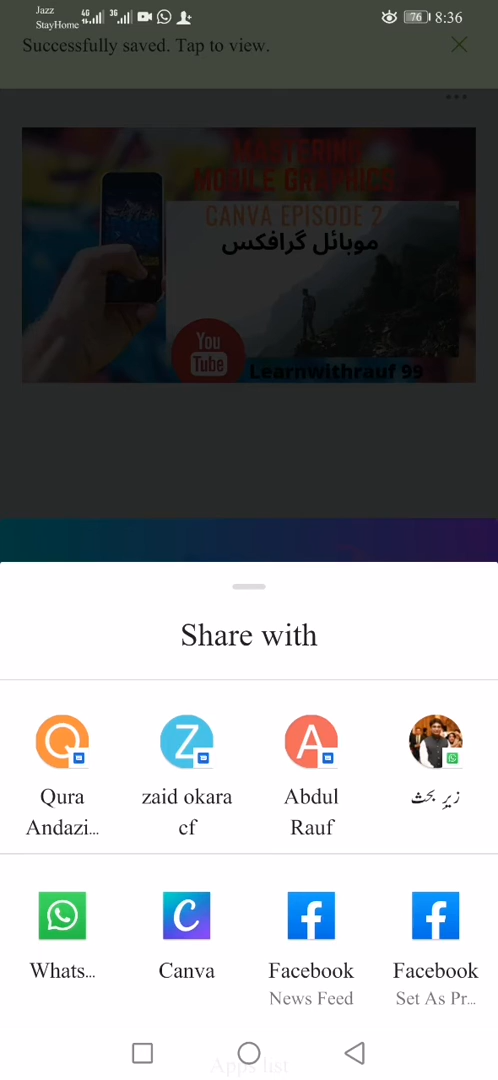 Jazz
StayHome
4G 3G 76 8:36
Successfully saved. Tap to view.
MASTERING
MOBILE GRAPHICS
CANVA EPISODE 2
موبائل گرافکس
You
Tube
Learnwithrauf 99
Share with
Q Z A
Qura Andazi...
zaid okara cf
Abdul Rauf
زیرِ بحث
Whats...
Canva
Facebook
News Feed
Facebook
Set As Pr...
Apps list